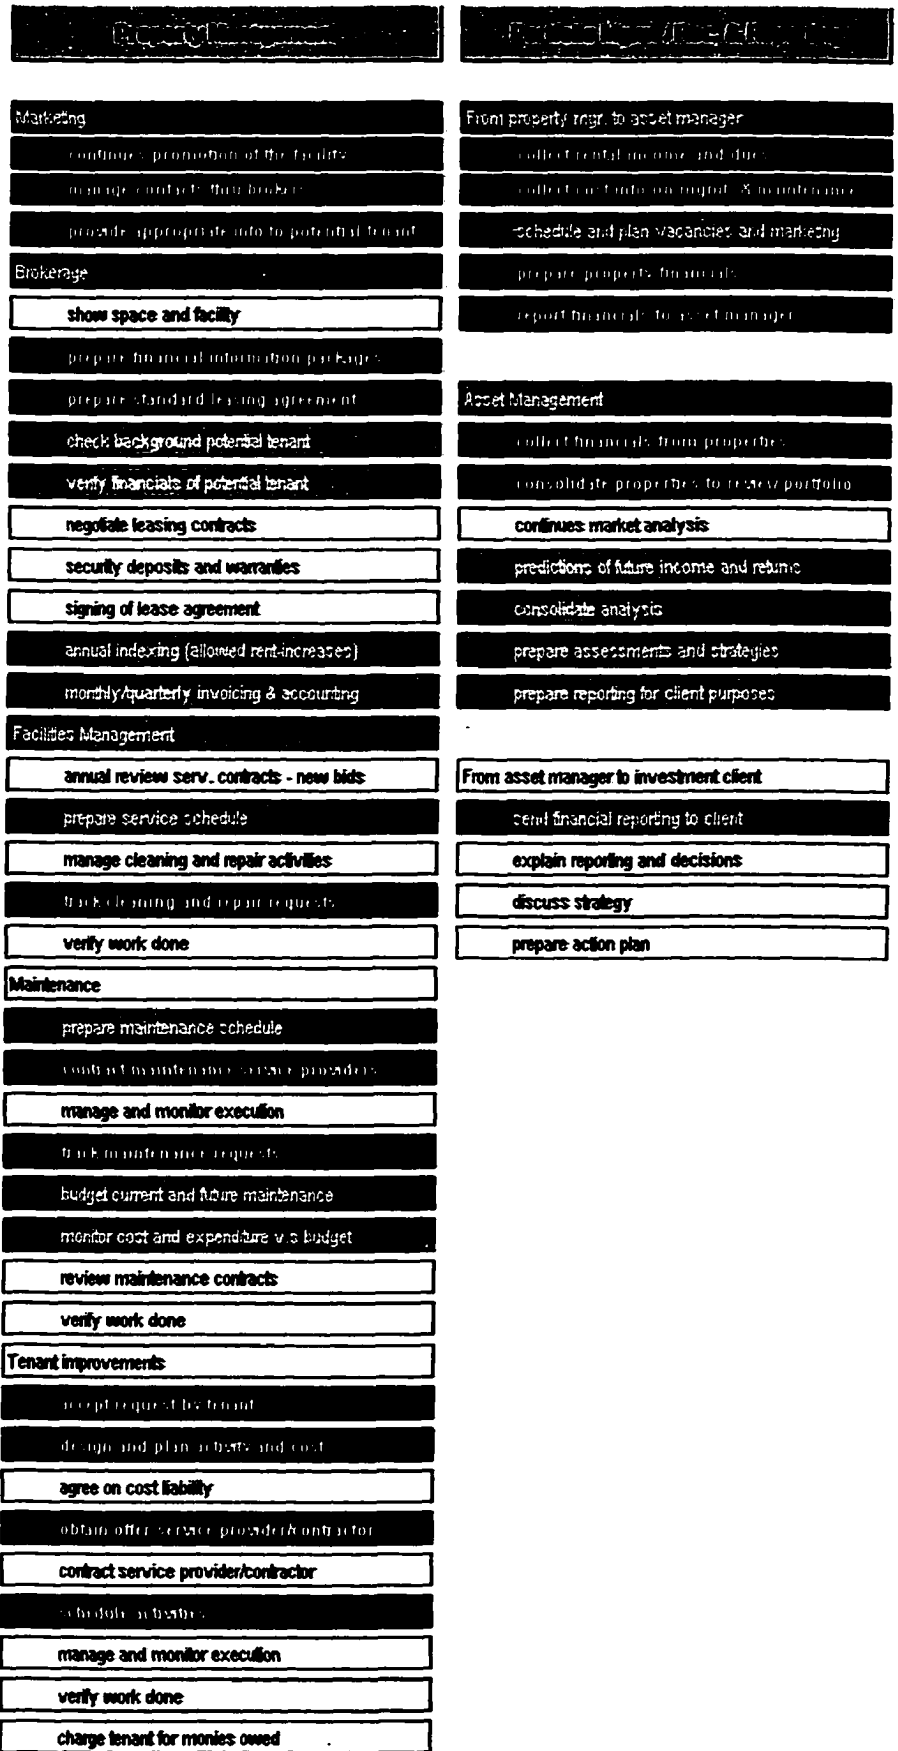 Property Management
Marketing
continues promotion of the facility
manage contacts thru brokers
provide appropriate info to potential tenant
Brokerage
show space and facility
prepare financial information packages
prepare standard leasing agreement
check background potential tenant
verify financials of potential tenant
negotiate leasing contracts
security deposits and warranties
signing of lease agreement
annual indexing (allowed rent-increases)
monthly/quarterly invoicing & accounting
Facilities Management
annual review serv. contracts - new bids
prepare service schedule
manage cleaning and repair activities
track cleaning and repair requests
verify work done
Maintenance
prepare maintenance schedule
contract maintenance service providers
manage and monitor execution
track maintenance requests
budget current and future maintenance
monitor cost and expenditure v.s budget
review maintenance contracts
verify work done
Tenant improvements
accept request by tenant
design and plan activity and cost
agree on cost liability
obtain offer service provider/contractor
contract service provider/contractor
schedule activities
manage and monitor execution
verify work done
charge tenant for monies owed
From property mgr. to asset manager
collect rental income and dues
collect cost info on mgmt. & maintenance
schedule and plan vacancies and marketing
prepare property financials
report financials to asset manager
Asset Management
collect financials from properties
consolidate properties to review portfolio
continues market analysis
predictions of future income and returns
consolidate analysis
prepare assessments and strategies
prepare reporting for client purposes
From asset manager to investment client
send financial reporting to client
explain reporting and decisions
discuss strategy
prepare action plan